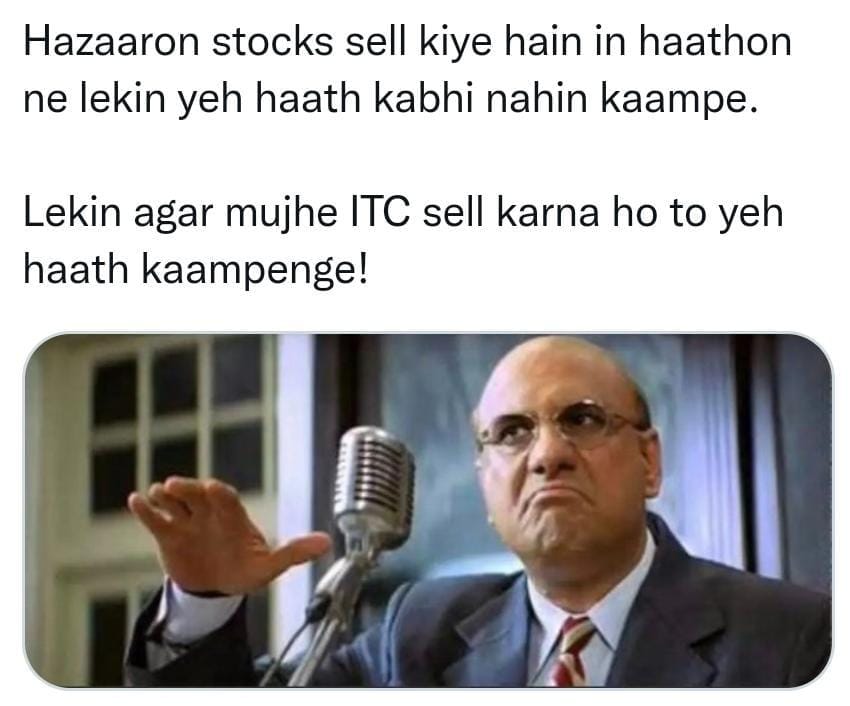 Hazaaron stocks sell kiye hain in haathon
ne lekin yeh haath kabhi nahin kaampe.
Lekin agar mujhe ITC sell karna ho to yeh
haath kaampenge!